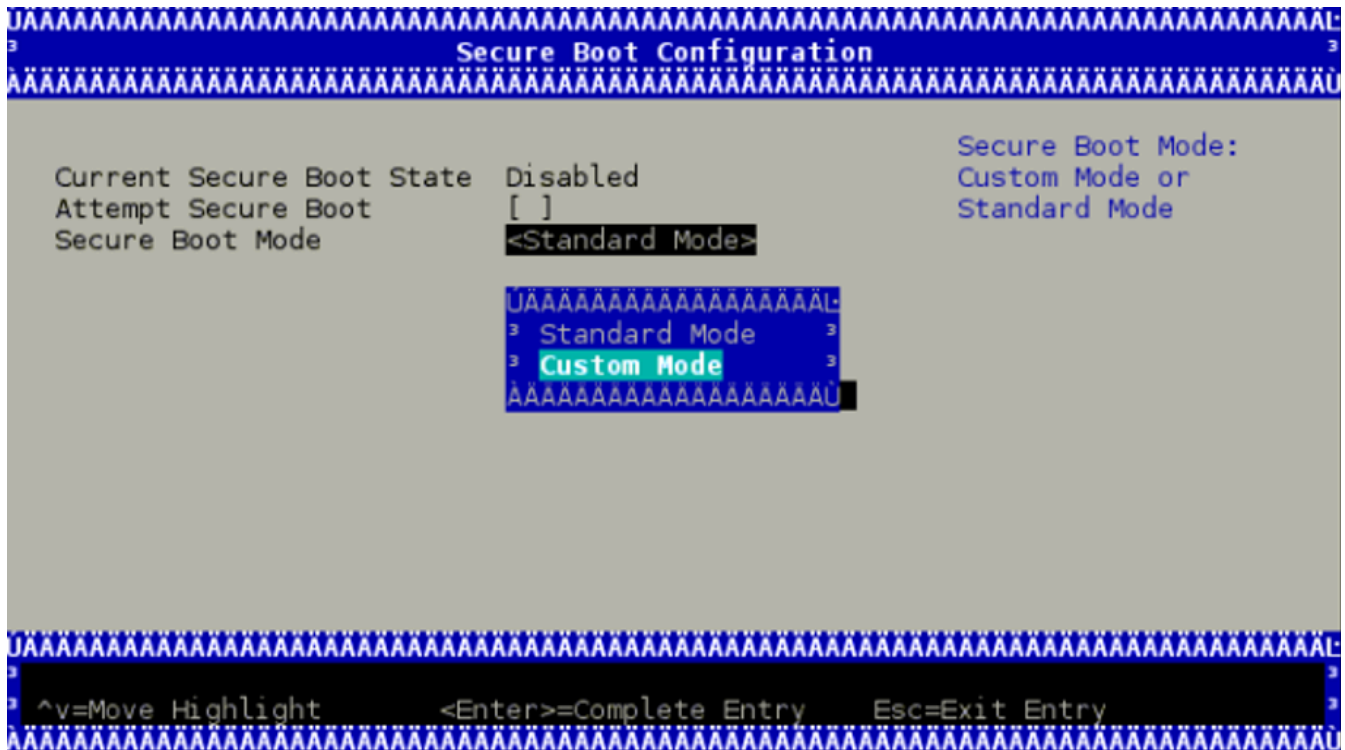 Secure Boot Configuration
Secure Boot Mode:
Current Secure Boot State Disabled
Custom Mode or
Attempt Secure Boot [ ]
Standard Mode
Secure Boot Mode <Standard Mode>
Standard Mode
Custom Mode
^v=Move Highlight <Enter>=Complete Entry Esc=Exit Entry